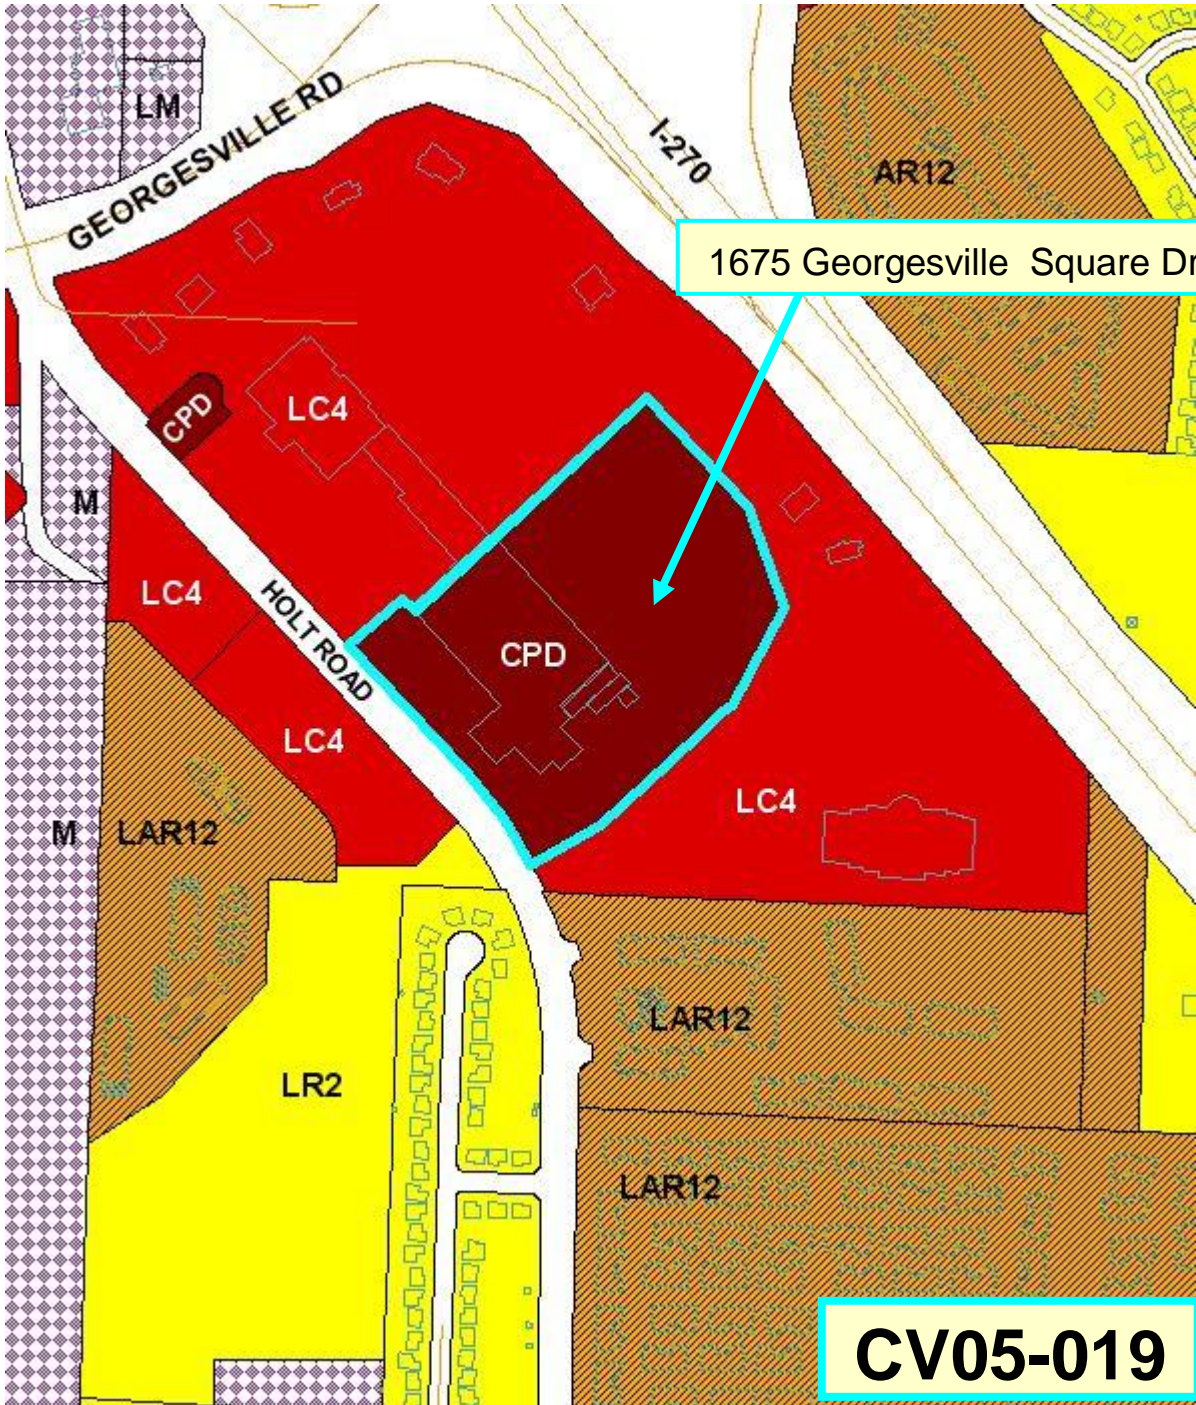 LM
GEORGESVILLE RD
I-270
AR12
1675 Georgesville Square Dr
CPD
LC4
M
LC4
HOLT ROAD
CPD
LC4
LC4
M
LAR12
LAR12
LR2
LAR12
CV05-019